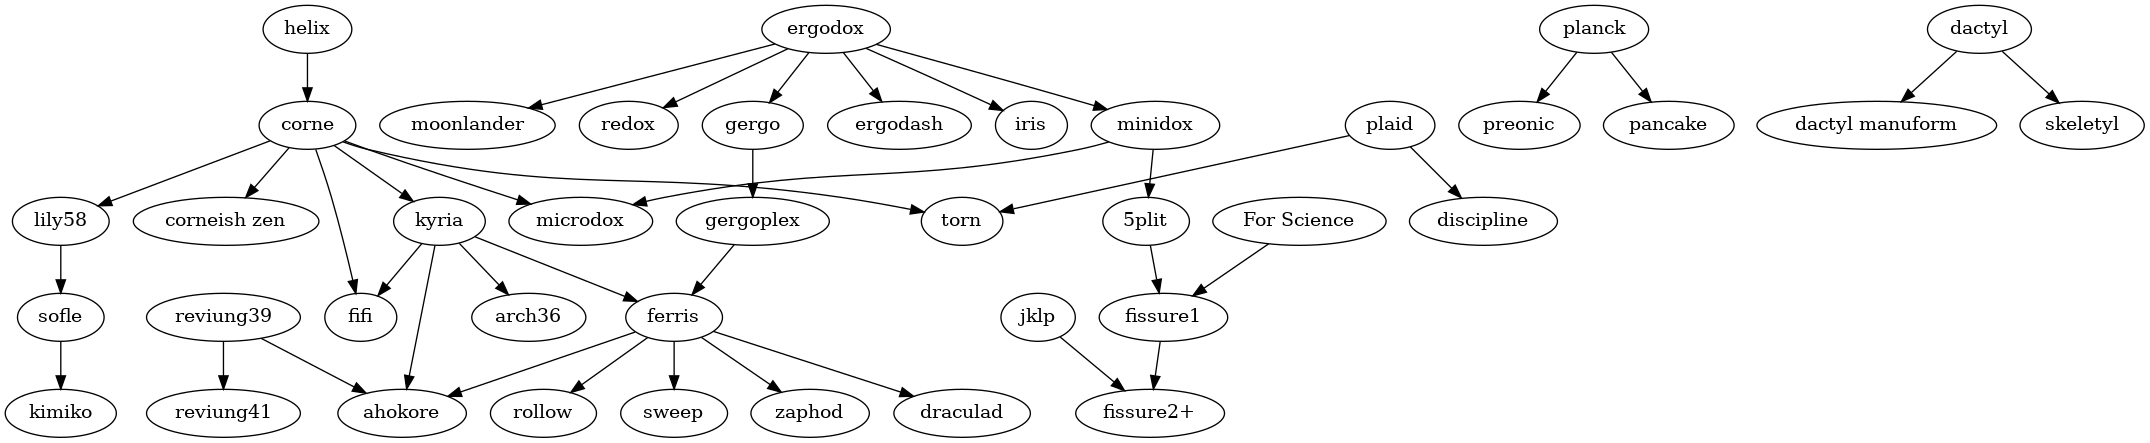 helix
ergodox
planck
dactyl
corne
moonlander
redox
gergo
ergodash
iris
minidox
plaid
preonic
pancake
dactyl manuform
skeletyl
lily58
corneish zen
kyria
microdox
gergoplex
torn
5plit
For Science
discipline
sofle
reviung39
fifi
arch36
ferris
jklp
fissure1
kimiko
reviung41
ahokore
rollow
sweep
zaphod
draculad
fissure2+